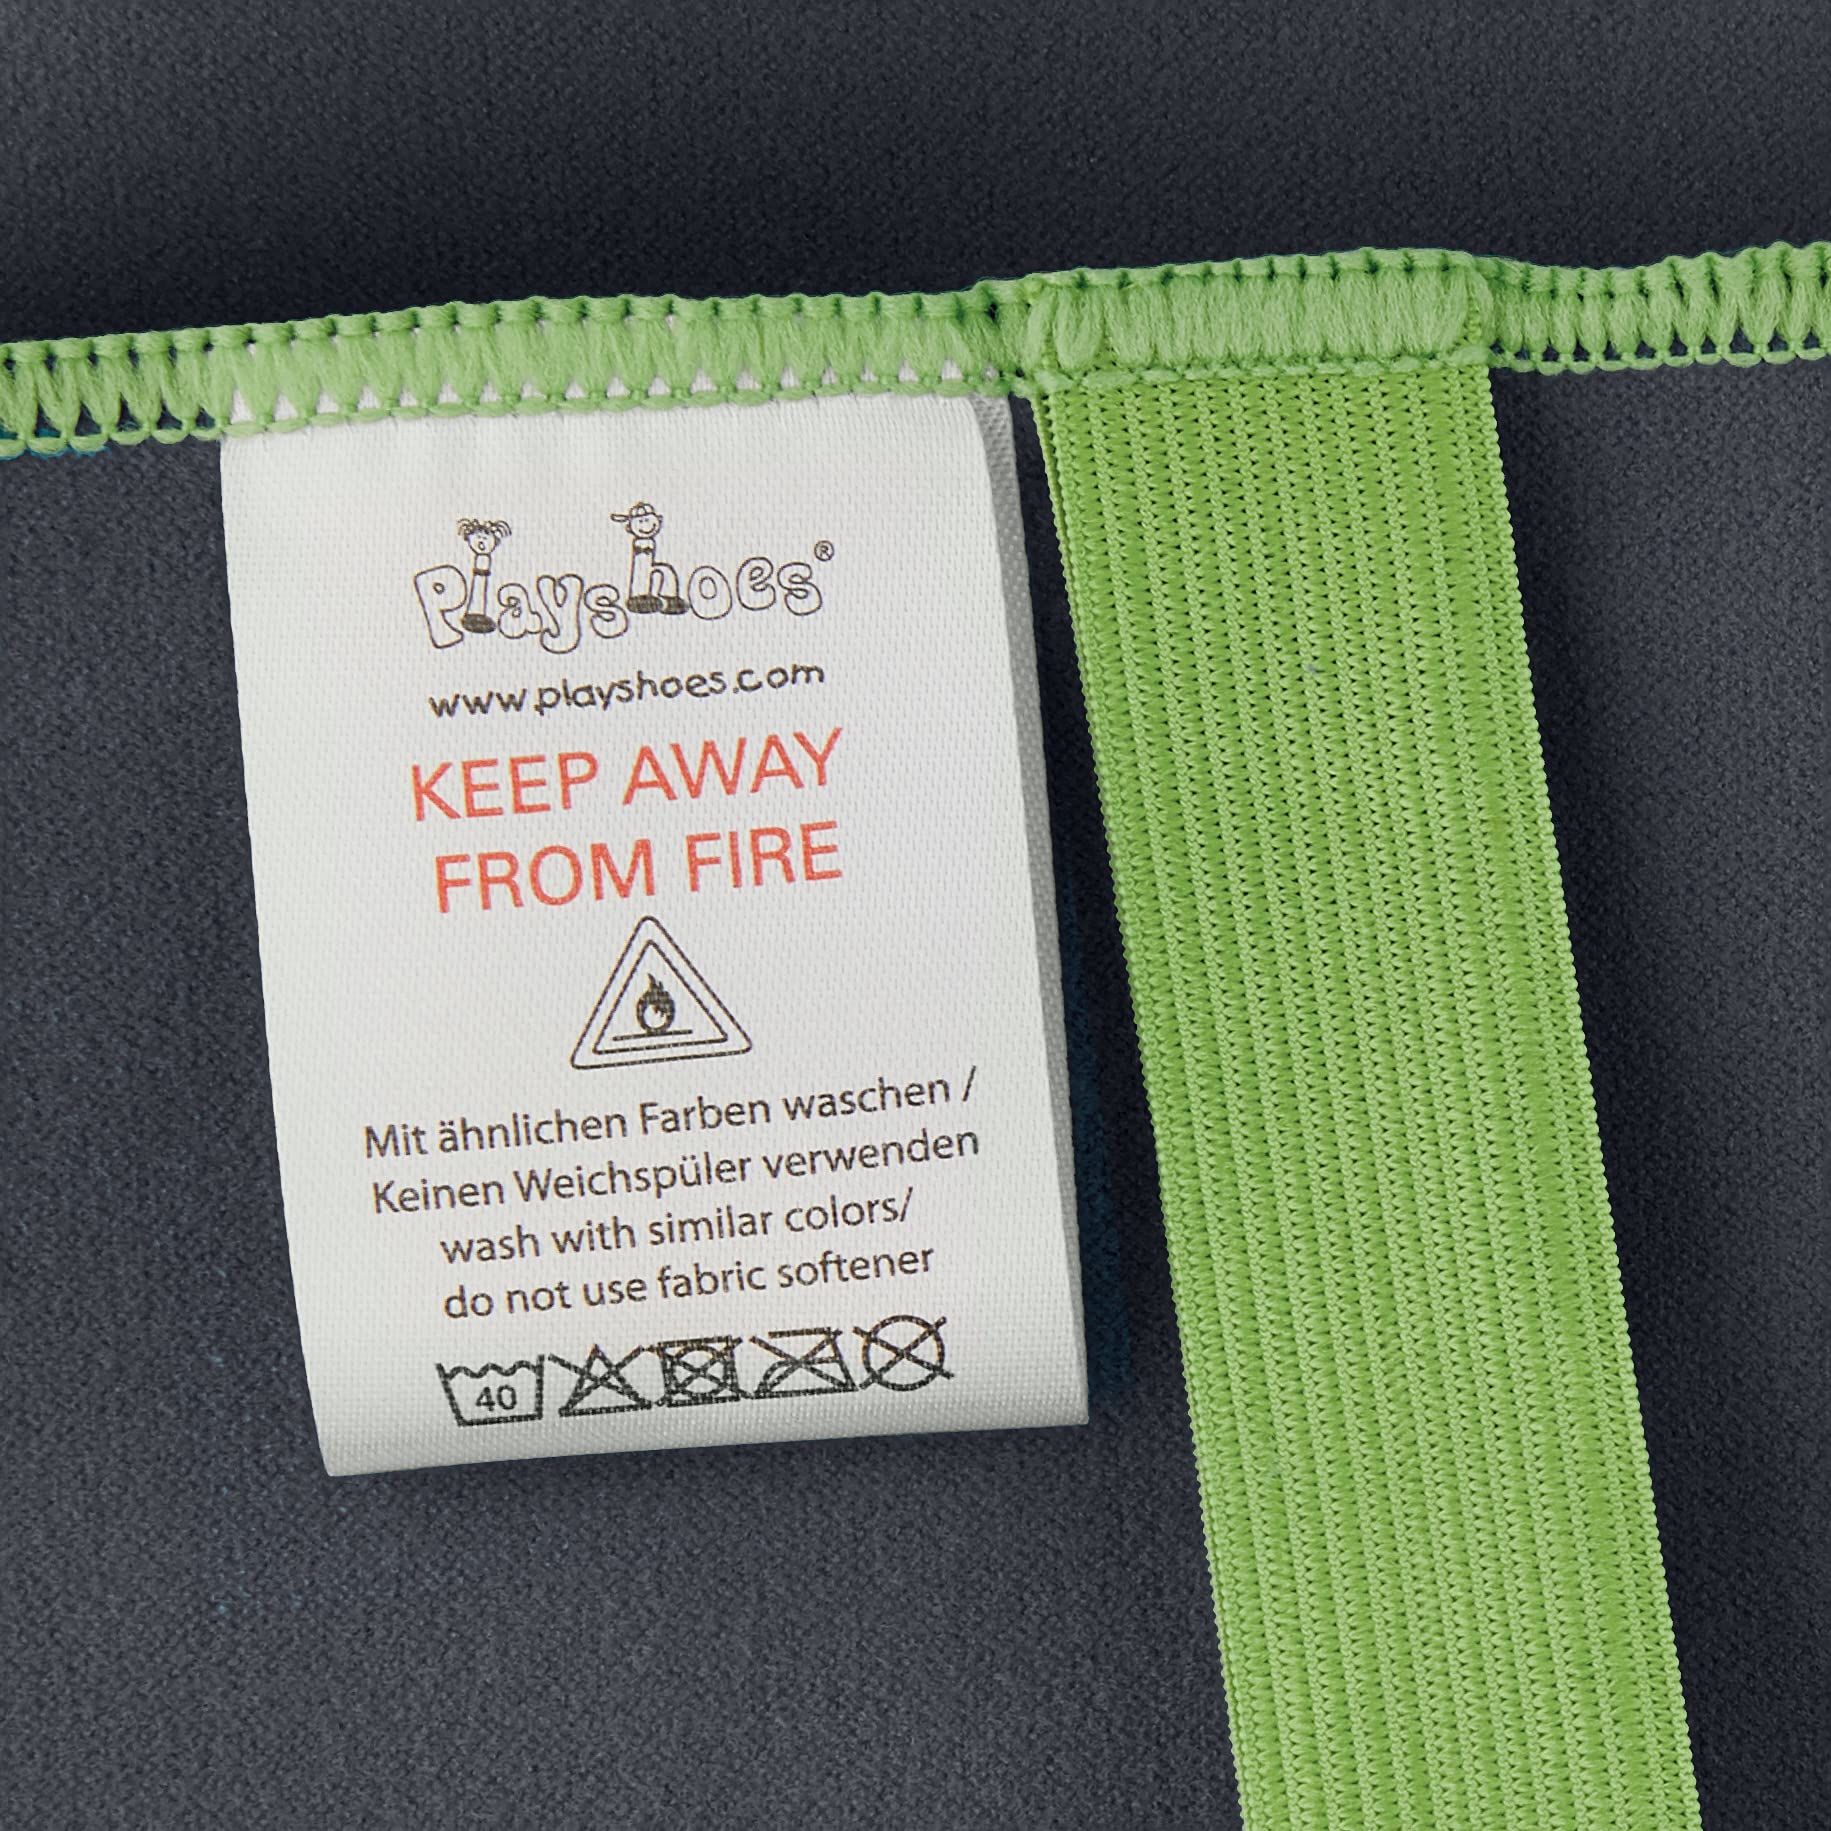 Playshoes®
www.playshoes.com
KEEP AWAY
FROM FIRE
Mit ähnlichen Farben waschen /
Keinen Weichspüler verwenden
wash with similar colors/
do not use fabric softener
40